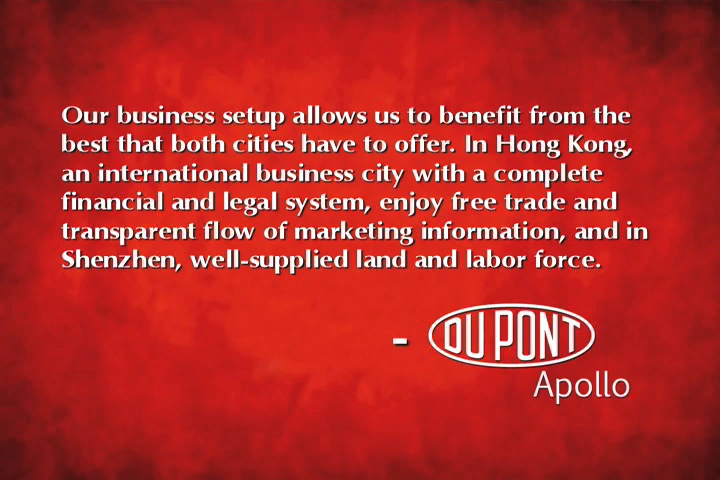 Our business setup allows us to benefit from the
best that both cities have to offer. In Hong Kong,
an international business city with a complete
financial and legal system, enjoy free trade and
transparent flow of marketing information, and in
Shenzhen, well-supplied land and labor force.
- DU PONT
Apollo